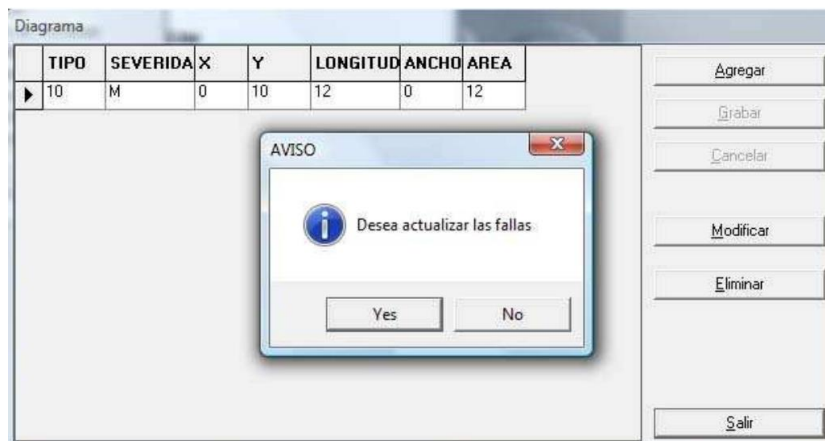 Diagrama
TIPO SEVERIDA X Y LONGITUD ANCHO AREA
10 M 0 10 12 0 12
Agregar
Grabar
Cancelar
AVISO
Desea actualizar las fallas
Yes No
Modificar
Eliminar
Salir